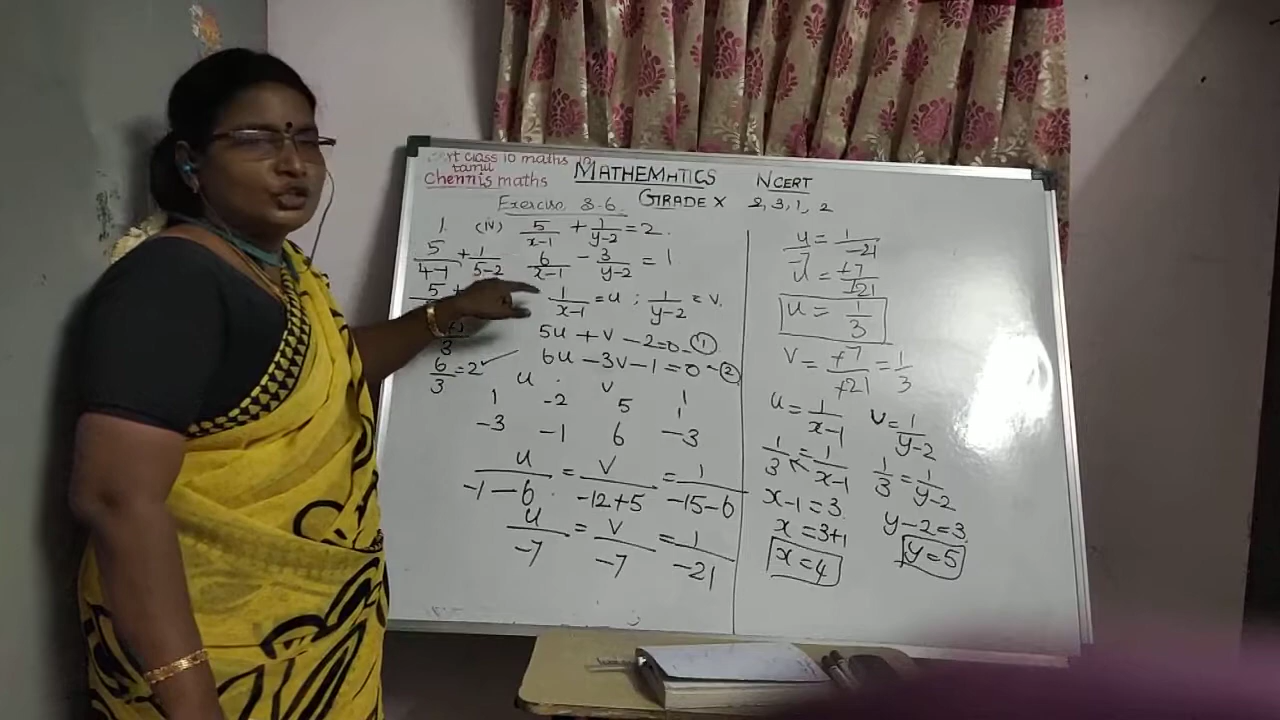 class 10 maths in
tamil
Chennis maths
MATHEMATICS NCERT
GRADE X 2, 3, 1, 2
Exercise 3.6
1. (iv) 5/x-1 + 1/y-2 = 2.
6/x-1 - 3/y-2 = 1
1/x-1 = u ; 1/y-2 = v.
5u + v - 2 = 0 - ①
6u - 3v - 1 = 0 - ②
5/4-1 + 1/5-2
5 +
3
6/3 = 2 ✓
u v 1
1 -2 5 1
-3 -1 6 -3
u/-1-6 = v/-12+5 = 1/-15-6
u/-7 = v/-7 = 1/-21
u/-7 = 1/-21
u = +7/+21
u = 1/3
v = +7/+21 = 1/3
u = 1/x-1
1/3 = 1/x-1
x-1 = 3
x = 3+1
x = 4
v = 1/y-2
1/3 = 1/y-2
y-2 = 3
y = 5